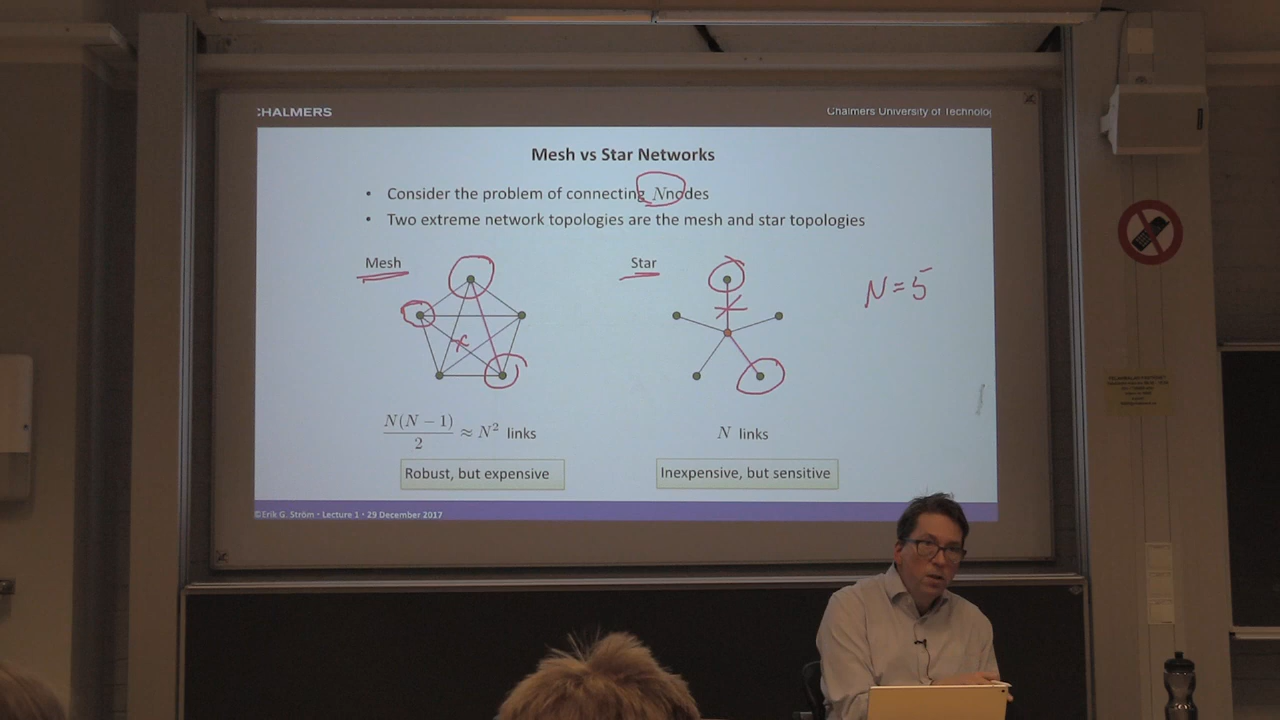 CHALMERS
Chalmers University of Technolog
Mesh vs Star Networks
• Consider the problem of connecting N nodes
• Two extreme network topologies are the mesh and star topologies
Mesh
Star
N=5
N(N − 1)/2 ≈ N² links
N links
Robust, but expensive
Inexpensive, but sensitive
©Erik G. Ström • Lecture 1 • 29 December 2017